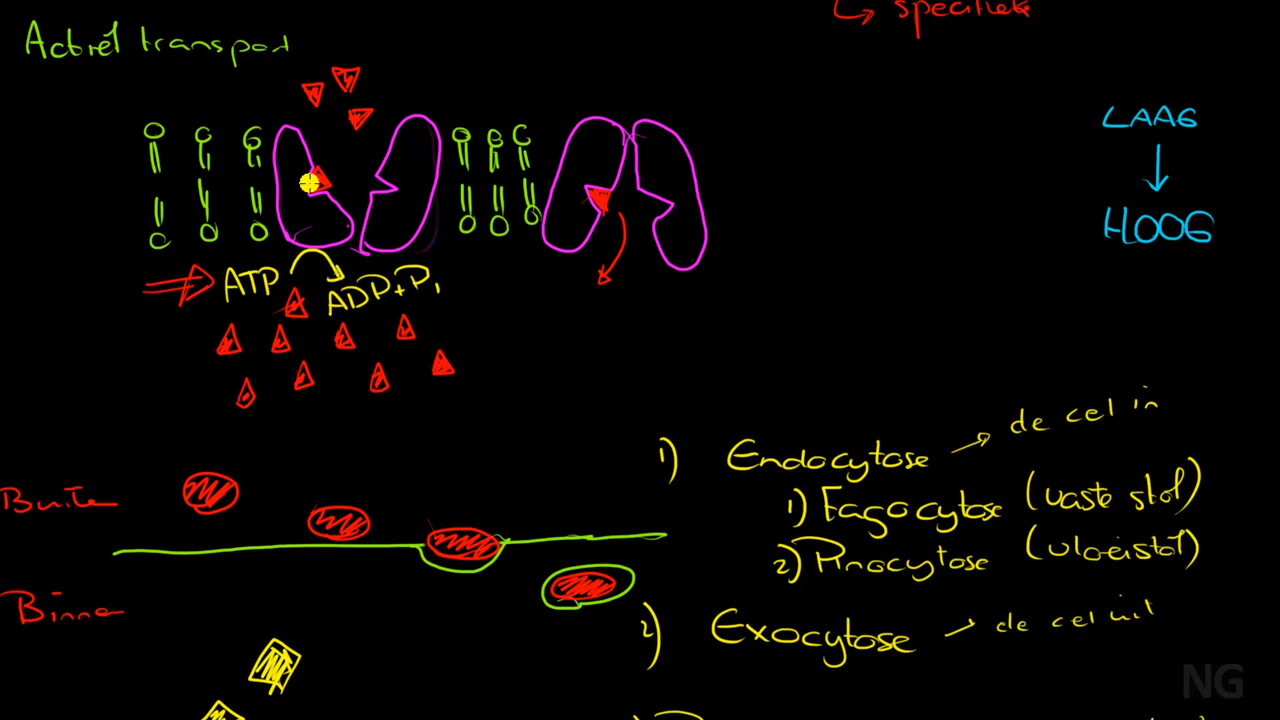 ↳ specifieke
Actief transport
LAAG
↓
HOOG
ATP ADP+Pi
1) Endocytose → de cel in
Buiten
1) Fagocytose (vaste stof)
2) Pinocytose (vloeistof)
Binnen
2) Exocytose → de cel uit
NG